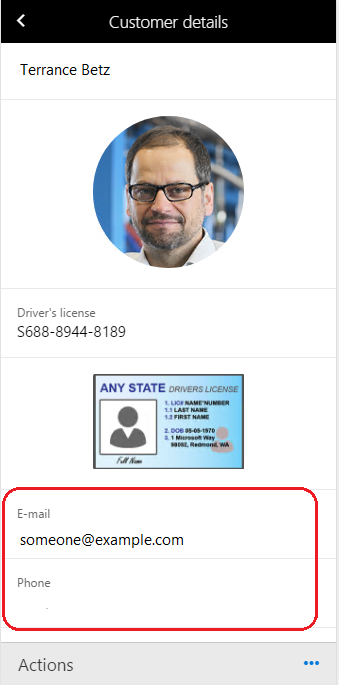 Customer details
Terrance Betz
Driver's license
S688-8944-8189
ANY STATE DRIVERS LICENSE
1. LIC# NAME*NUMBER
1.1 LAST NAME
1.2 FIRST NAME
2. DOB 05-05-1970
3. 1 Microsoft Way
98052, Redmond, WA
Full Name
E-mail
someone@example.com
Phone
Actions